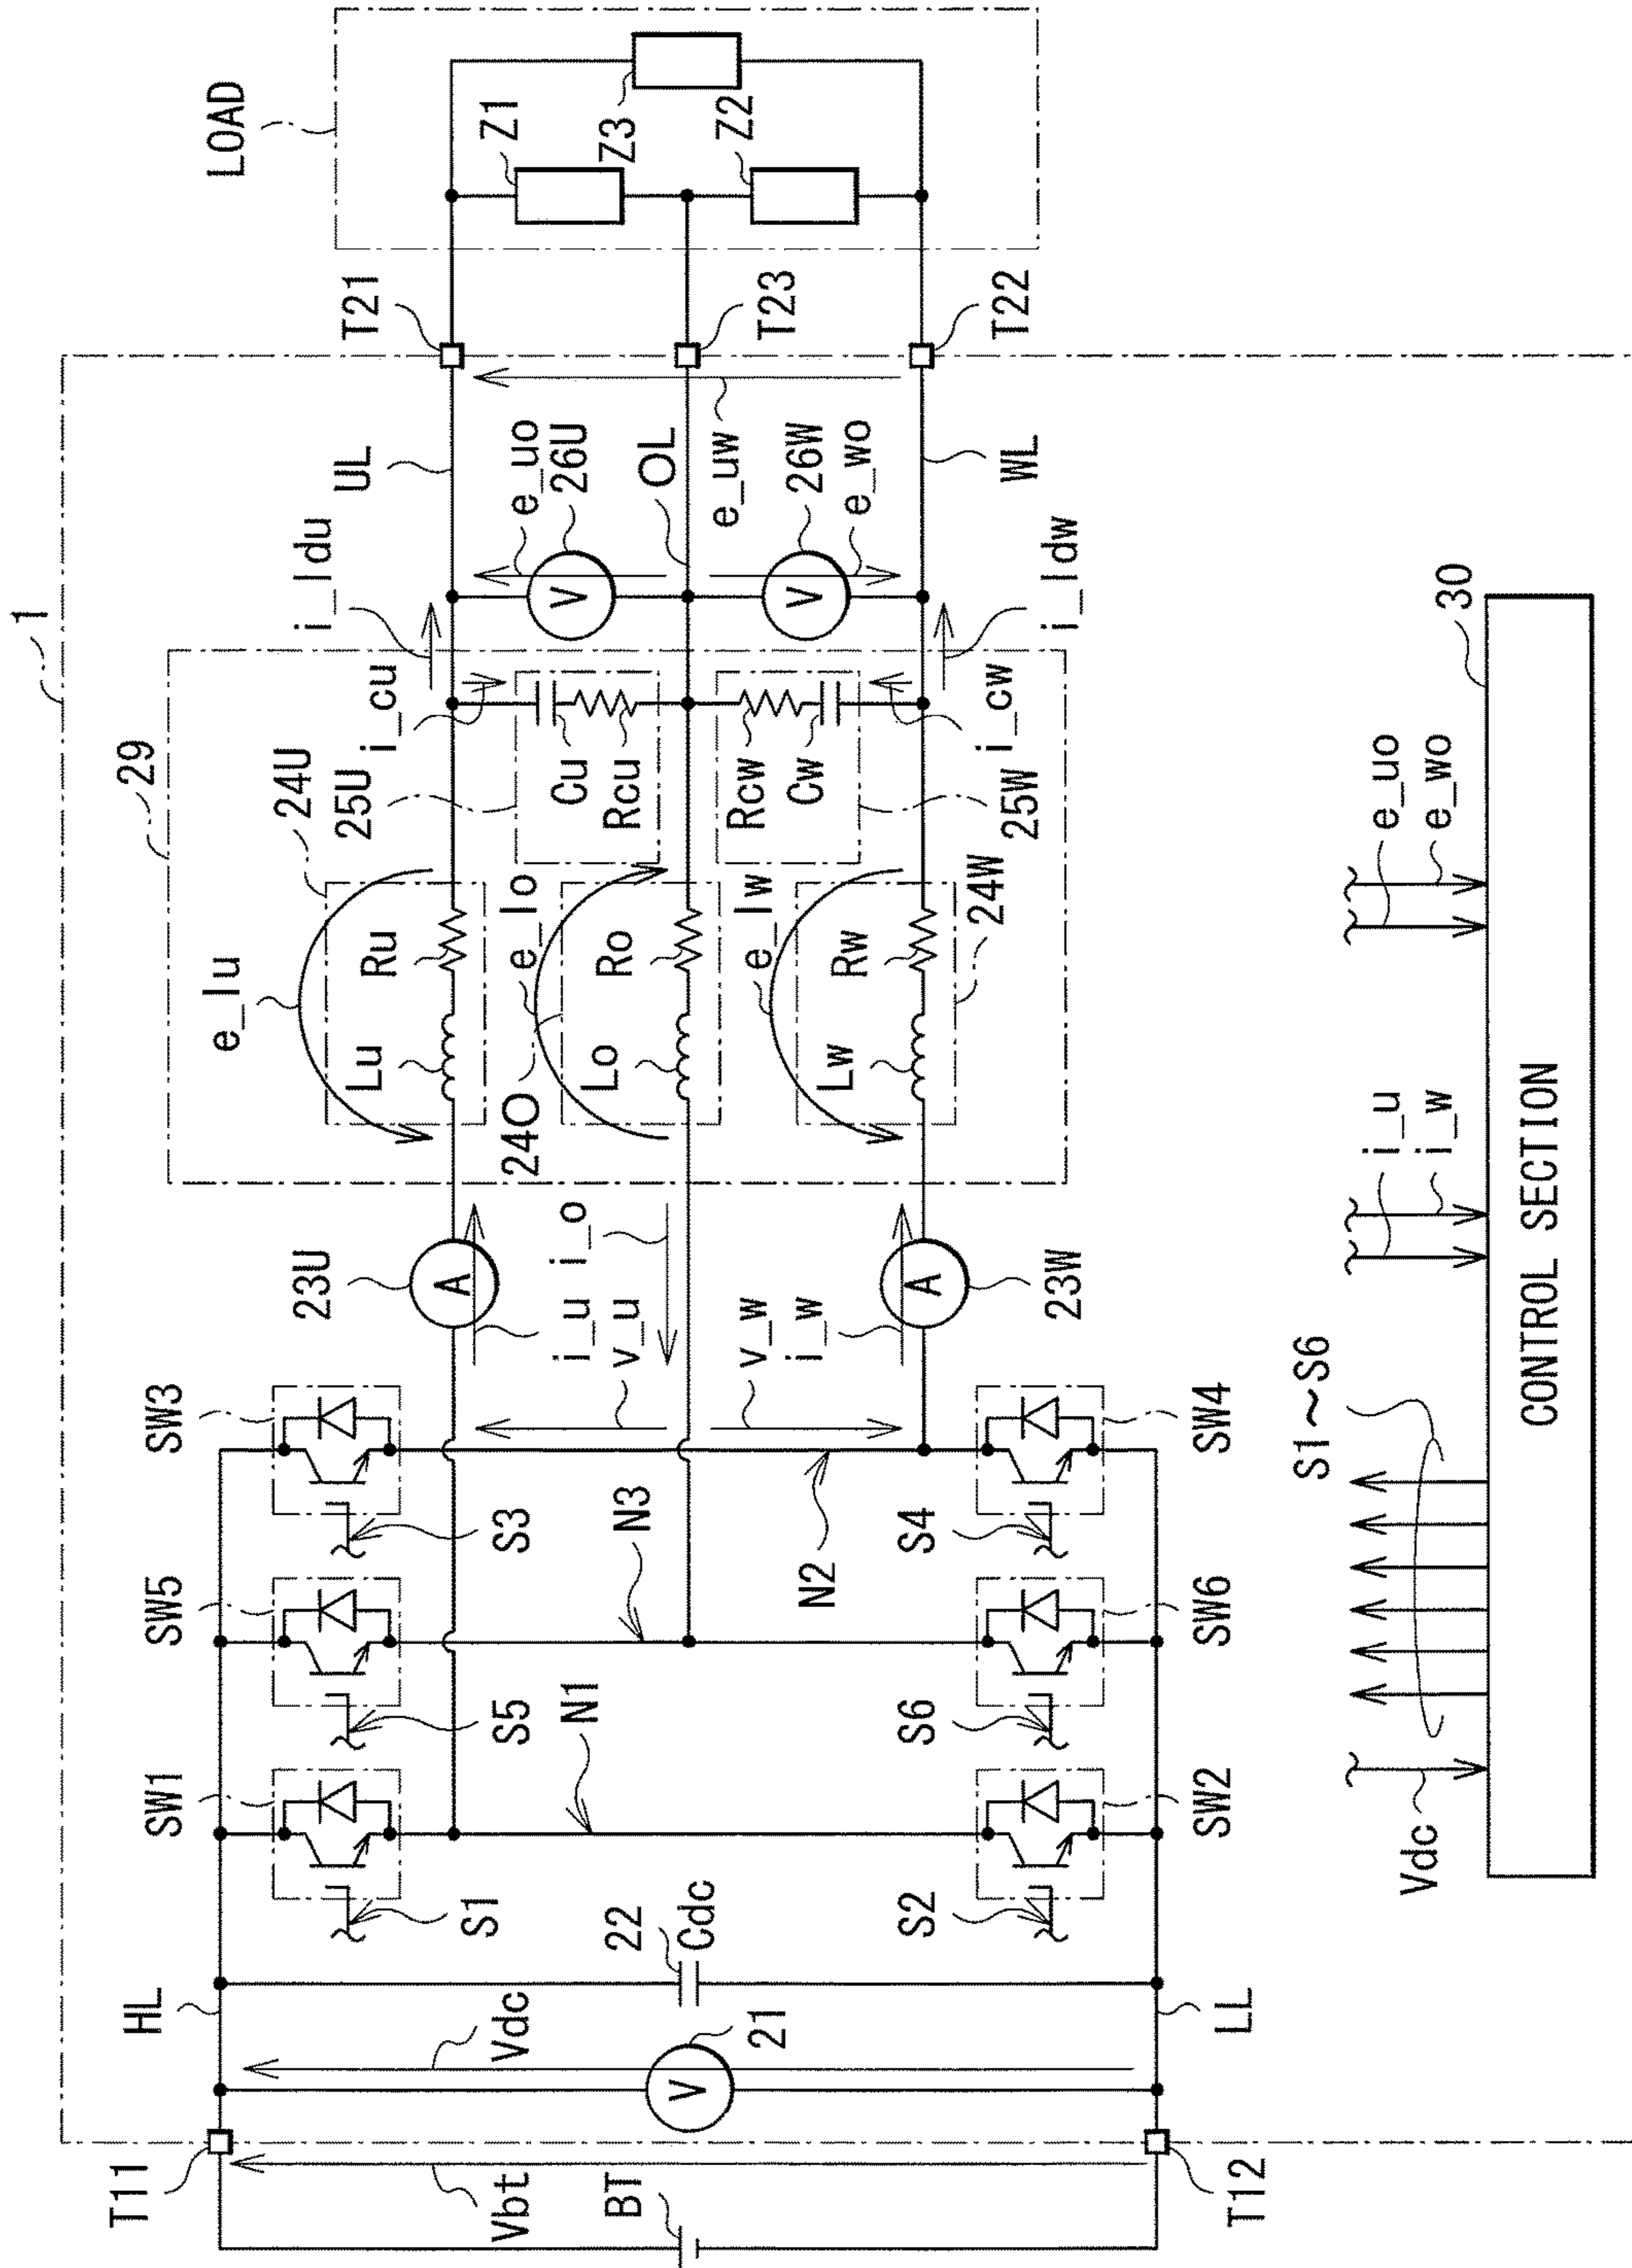 1
LOAD
Z1
Z3
Z2
T21
T23
T22
UL
i_ldu
e_uo
26U
OL
e_uw
26W
e_wo
WL
i_ldw
29
24U
25U
i_cu
Cu
Rcu
Rcw
Cw
i_cw
25W
24W
e_lu
Ru
Lu
e_lo
24O
Ro
Lo
e_lw
Rw
Lw
23U
i_o
i_u
v_u
v_w
i_w
23W
SW3
S3
SW5
S5
SW1
S1
N3
N1
N2
S4
SW4
S6
SW6
S2
SW2
HL
22
Cdc
Vdc
21
LL
T11
Vbt
BT
T12
30
e_uo
e_wo
i_u
i_w
S1~S6
Vdc
CONTROL SECTION